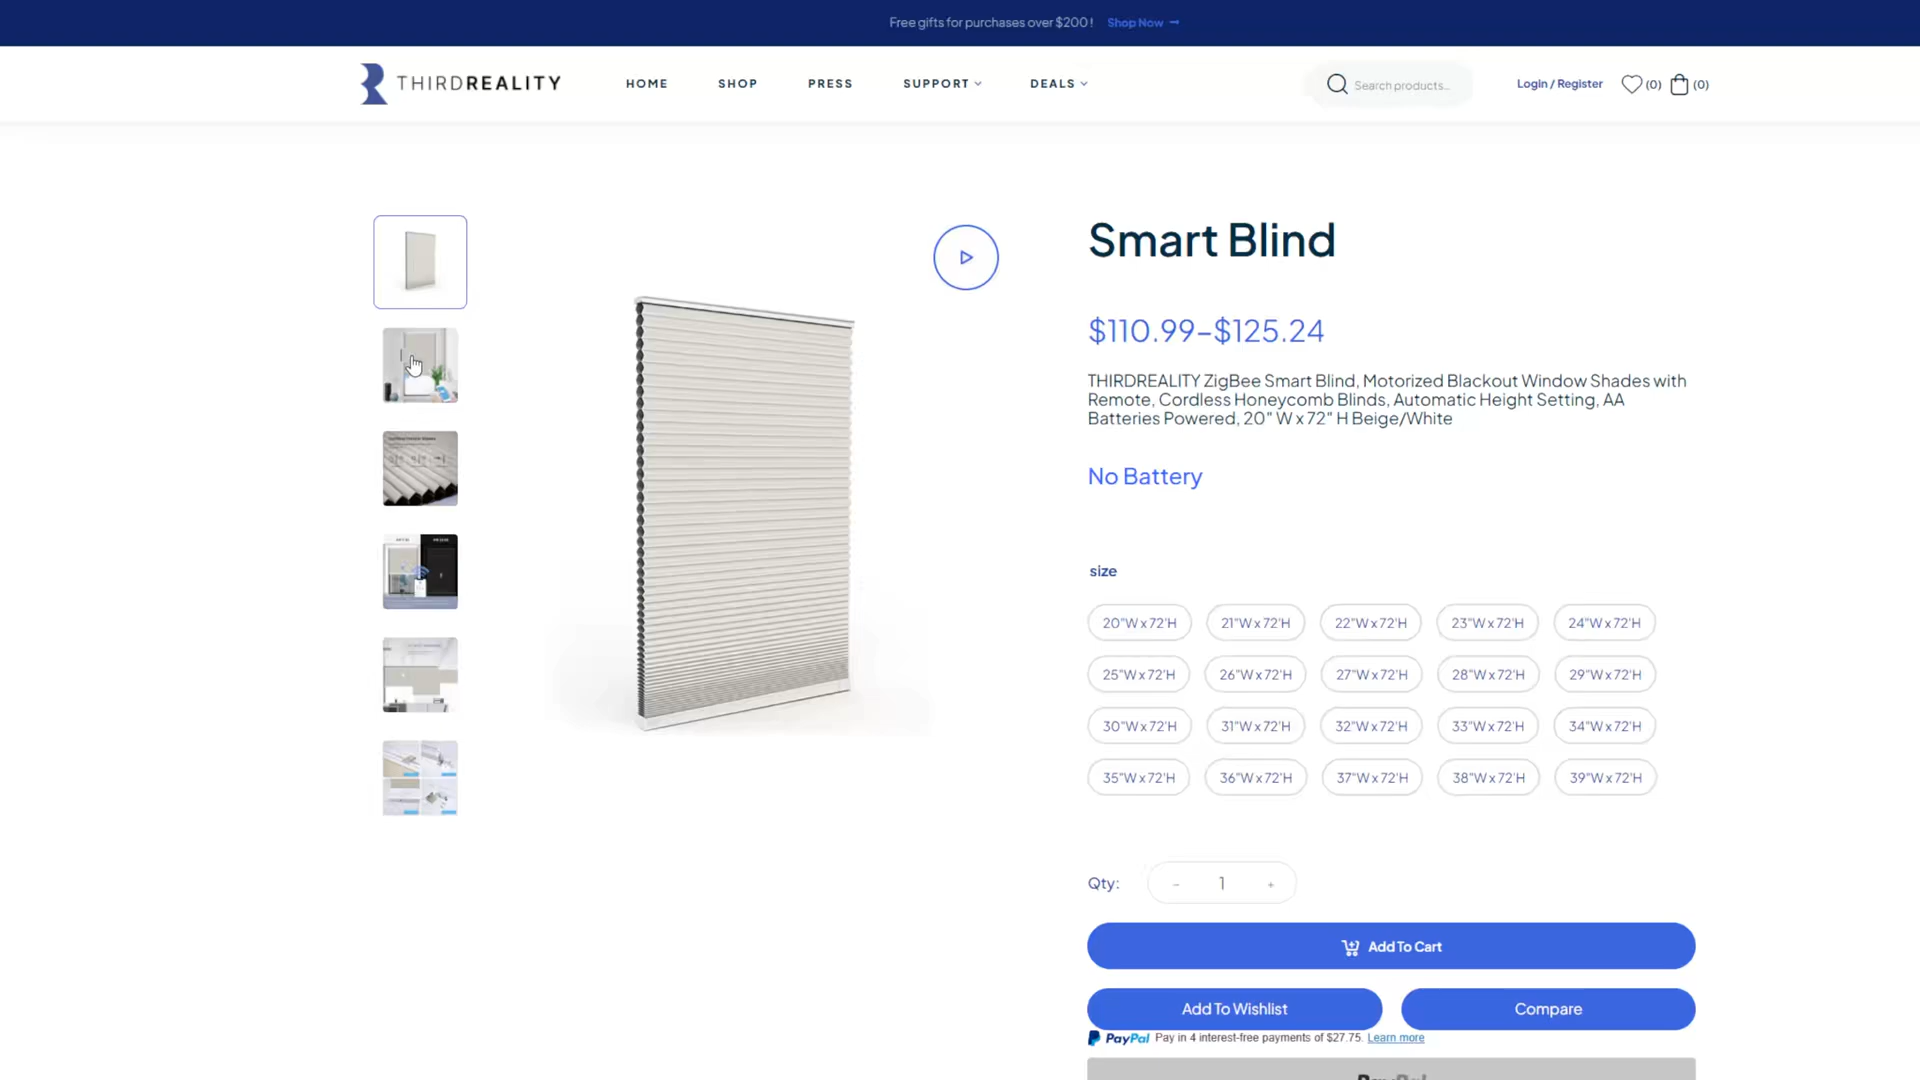 Free gifts for purchases over $200! Shop Now →
THIRDREALITY
HOME SHOP PRESS SUPPORT DEALS
Search products...
Login / Register (0) (0)
Smart Blind
$110.99–$125.24
THIRDREALITY ZigBee Smart Blind, Motorized Blackout Window Shades with
Remote, Cordless Honeycomb Blinds, Automatic Height Setting, AA
Batteries Powered, 20" W x 72" H Beige/White
No Battery
size
20"W x 72'H 21"W x 72'H 22"W x 72'H 23"W x 72'H 24"W x 72'H
25"W x 72'H 26"W x 72'H 27"W x 72'H 28"W x 72'H 29"W x 72'H
30"W x 72'H 31"W x 72'H 32"W x 72'H 33"W x 72'H 34"W x 72'H
35"W x 72'H 36"W x 72'H 37"W x 72'H 38"W x 72'H 39"W x 72'H
Qty: - 1 +
Add To Cart
Add To Wishlist Compare
PayPal Pay in 4 interest-free payments of $27.75. Learn more